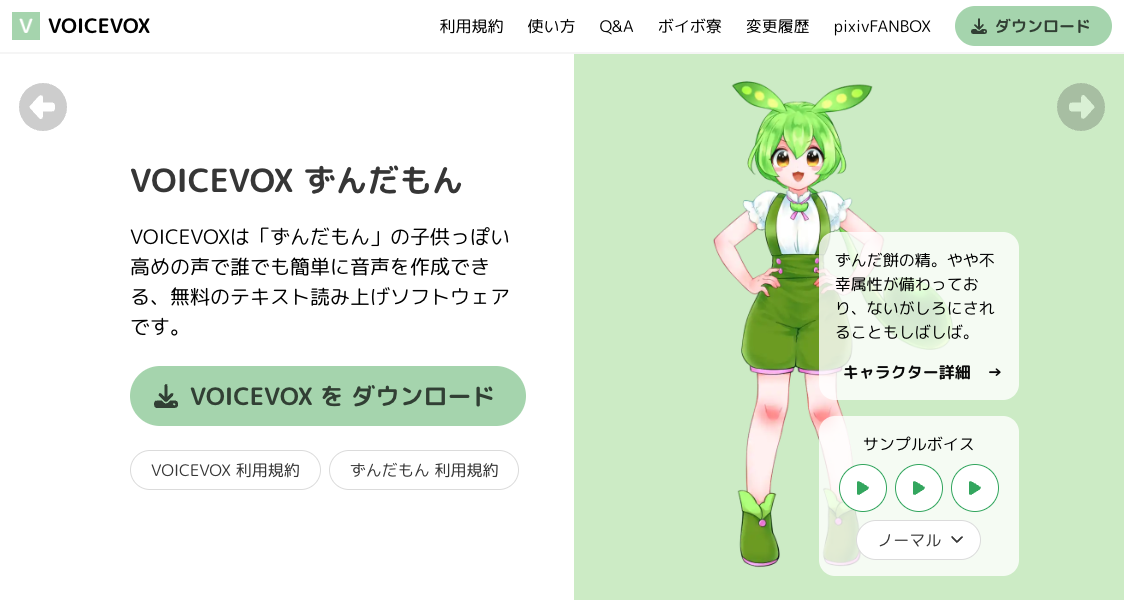 V VOICEVOX
利用規約 使い方 Q&A ボイボ寮 変更履歴 pixivFANBOX ダウンロード
VOICEVOX ずんだもん
VOICEVOXは「ずんだもん」の子供っぽい
高めの声で誰でも簡単に音声を作成でき
る、無料のテキスト読み上げソフトウェア
です。
VOICEVOX を ダウンロード
VOICEVOX 利用規約 ずんだもん 利用規約
ずんだ餅の精。やや不
幸属性が備わってお
り、ないがしろにされ
ることもしばしば。
キャラクター詳細 →
サンプルボイス
ノーマル